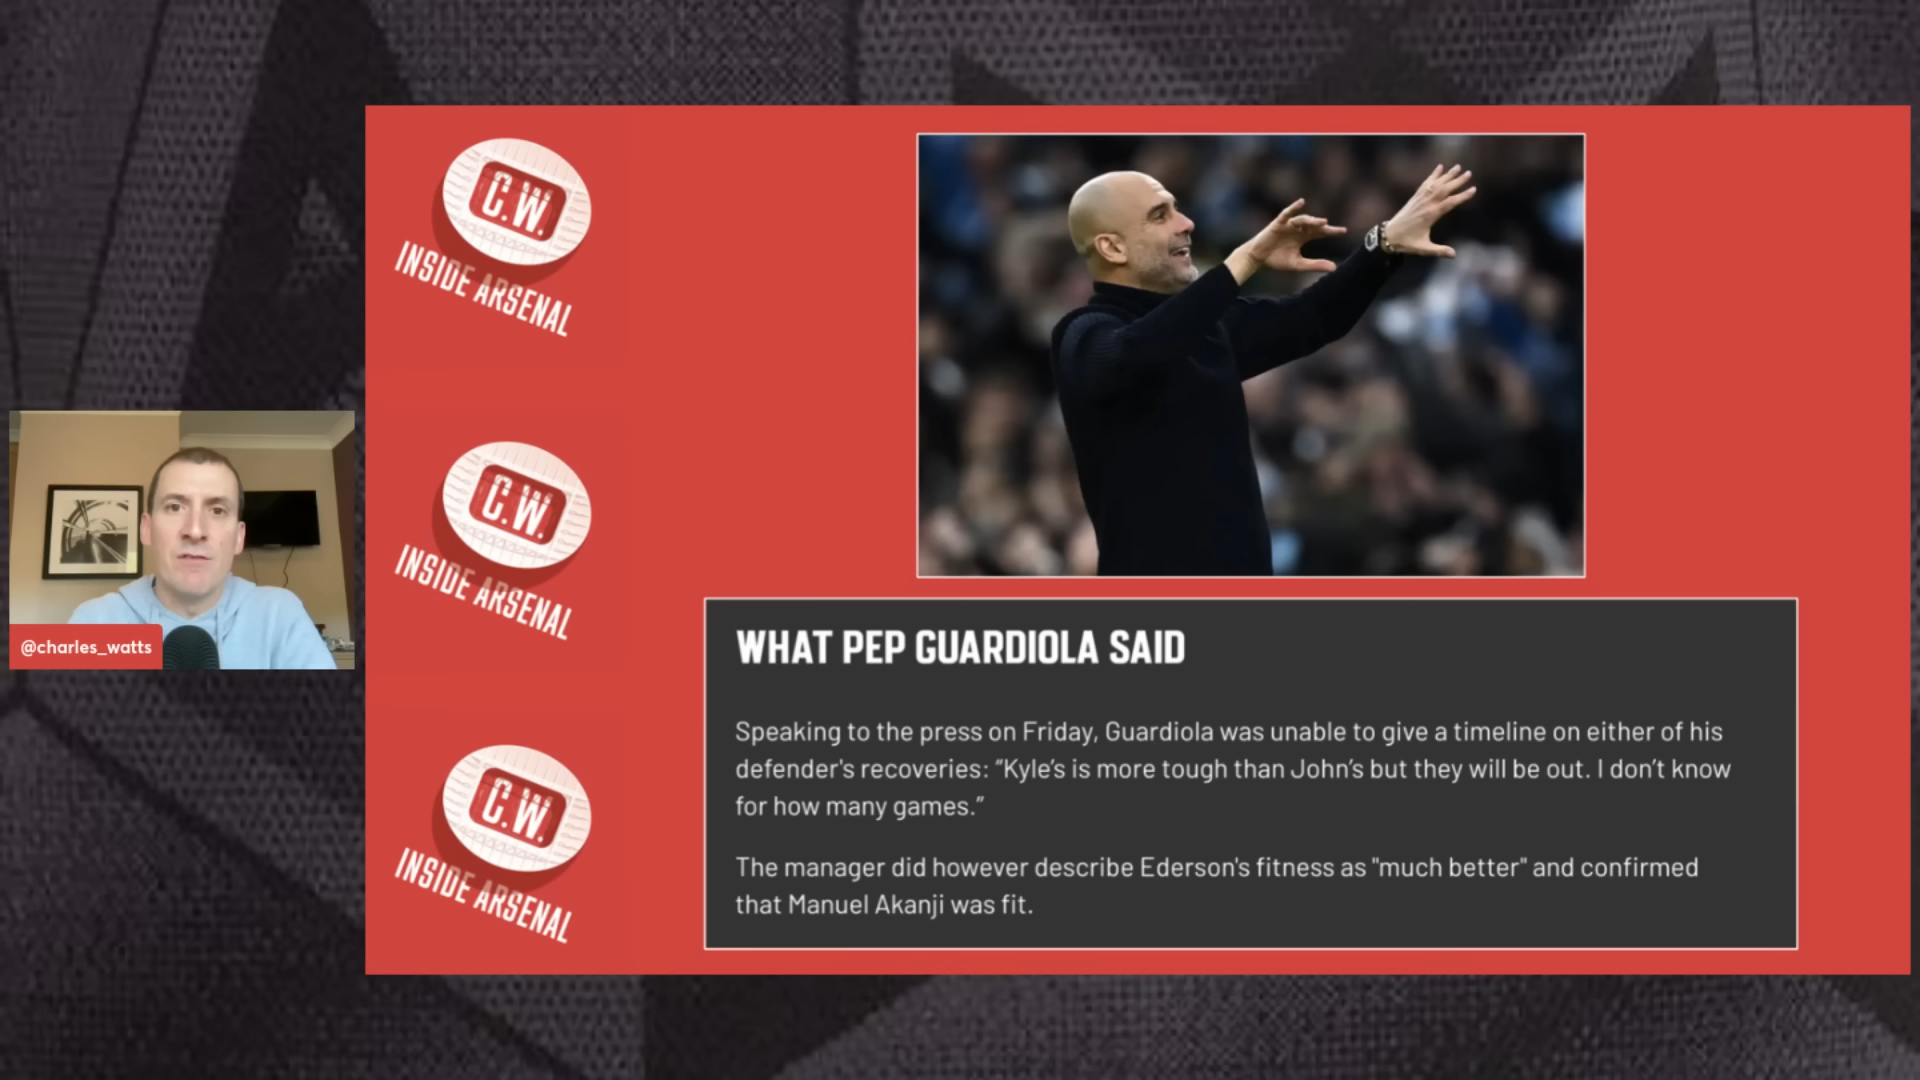 C.W.
INSIDE ARSENAL
C.W.
INSIDE ARSENAL
C.W.
INSIDE ARSENAL
@charles_watts
WHAT PEP GUARDIOLA SAID
Speaking to the press on Friday, Guardiola was unable to give a timeline on either of his
defender's recoveries: “Kyle’s is more tough than John’s but they will be out. I don’t know
for how many games.”
The manager did however describe Ederson's fitness as "much better" and confirmed
that Manuel Akanji was fit.